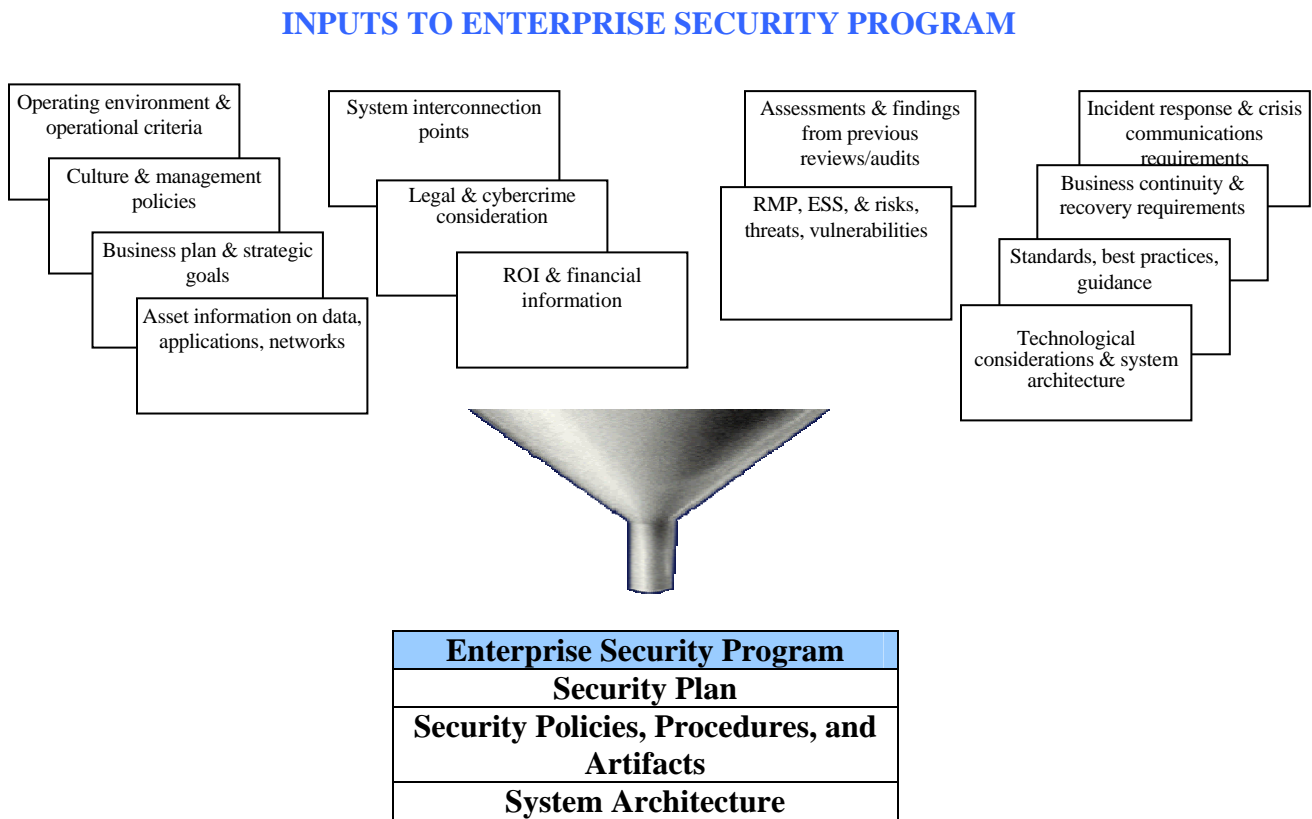 INPUTS TO ENTERPRISE SECURITY PROGRAM
Operating environment &
operational criteria
Culture & management
policies
Business plan & strategic
goals
Asset information on data,
applications, networks
System interconnection
points
Legal & cybercrime
consideration
ROI & financial
information
Assessments & findings
from previous
reviews/audits
RMP, ESS, & risks,
threats, vulnerabilities
Incident response & crisis
communications
requirements
Business continuity &
recovery requirements
Standards, best practices,
guidance
Technological
considerations & system
architecture
Enterprise Security Program
Security Plan
Security Policies, Procedures, and
Artifacts
System Architecture